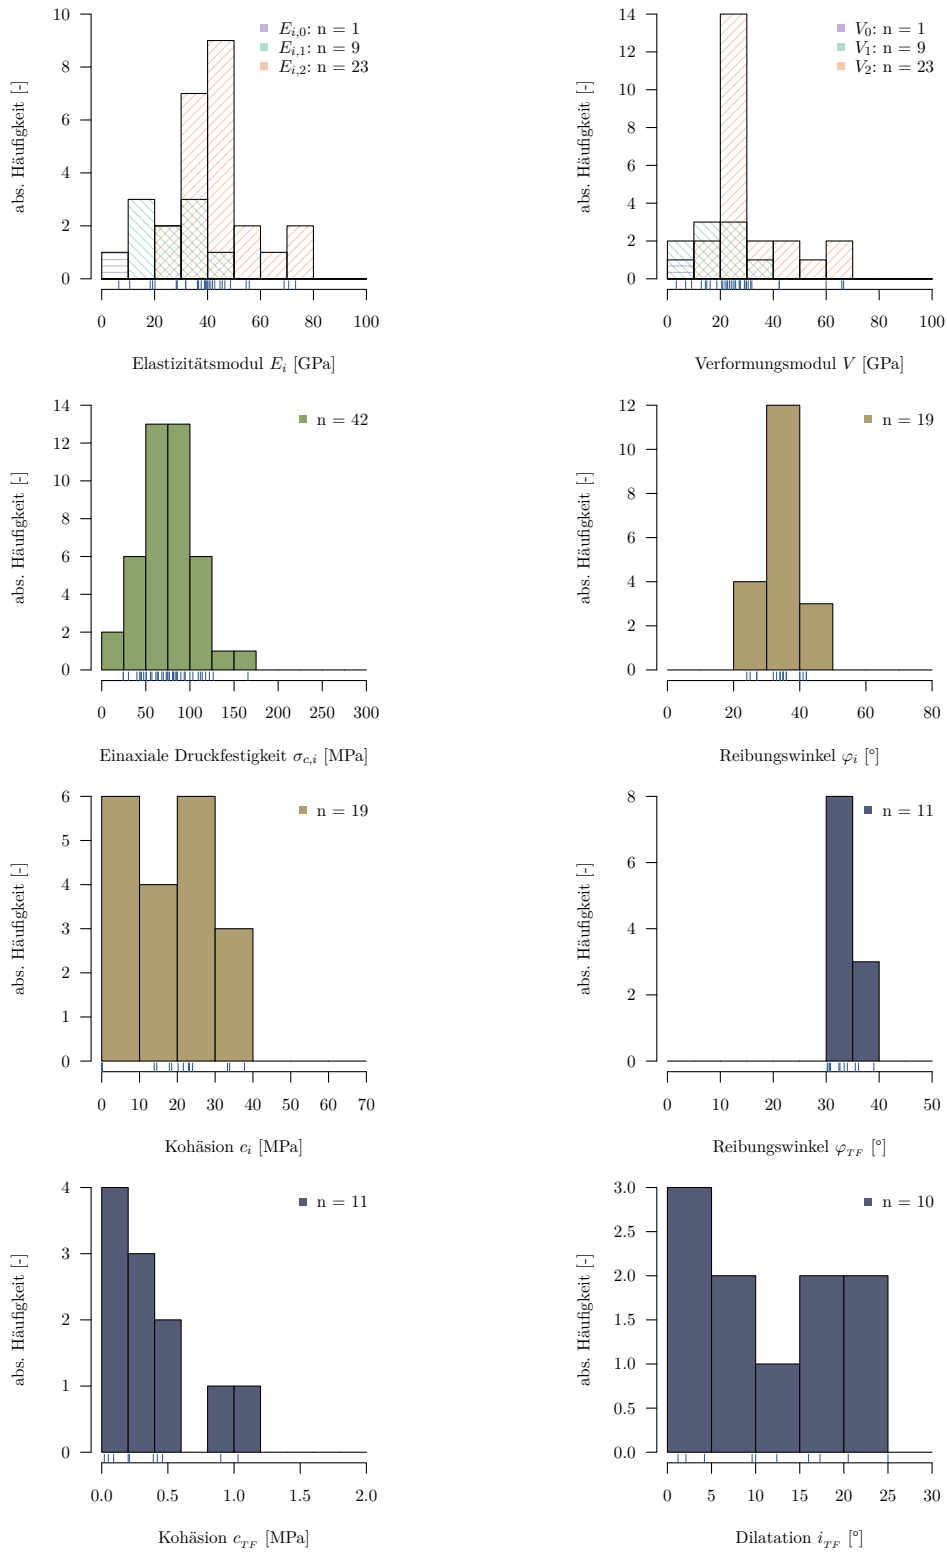 abs. Häufigkeit [-]
10
8
6
4
2
0
E_{i,0}: n = 1
E_{i,1}: n = 9
E_{i,2}: n = 23
0 20 40 60 80 100
Elastizitätsmodul E_i [GPa]
abs. Häufigkeit [-]
14
12
10
8
6
4
2
0
V_0: n = 1
V_1: n = 9
V_2: n = 23
0 20 40 60 80 100
Verformungsmodul V [GPa]
abs. Häufigkeit [-]
14
12
10
8
6
4
2
0
n = 42
0 50 100 150 200 250 300
Einaxiale Druckfestigkeit σ_{c,i} [MPa]
abs. Häufigkeit [-]
12
10
8
6
4
2
0
n = 19
0 20 40 60 80
Reibungswinkel φ_i [°]
abs. Häufigkeit [-]
6
5
4
3
2
1
0
n = 19
0 10 20 30 40 50 60 70
Kohäsion c_i [MPa]
abs. Häufigkeit [-]
8
6
4
2
0
n = 11
0 10 20 30 40 50
Reibungswinkel φ_{TF} [°]
abs. Häufigkeit [-]
4
3
2
1
0
n = 11
0.0 0.5 1.0 1.5 2.0
Kohäsion c_{TF} [MPa]
abs. Häufigkeit [-]
3.0
2.5
2.0
1.5
1.0
0.5
0.0
n = 10
0 5 10 15 20 25 30
Dilatation i_{TF} [°]